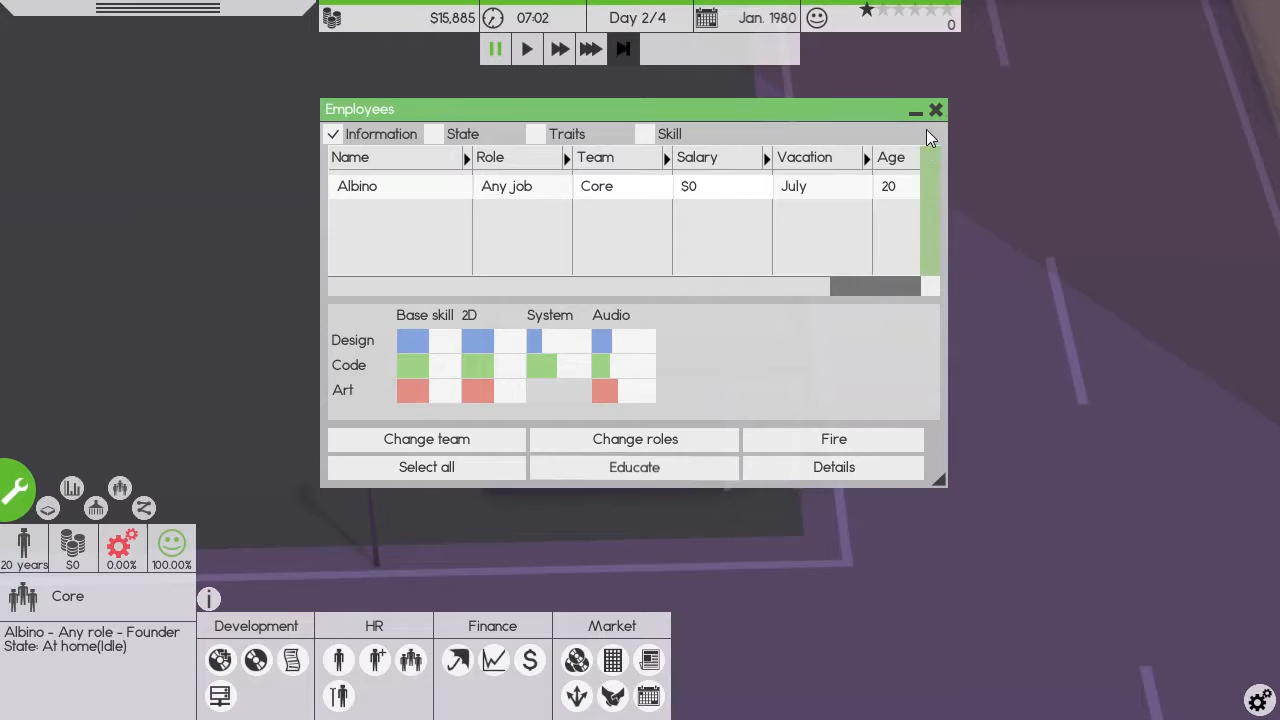 $15,885 07:02 Day 2/4 Jan. 1980 0
Employees
Information State Traits Skill
Name Role Team Salary Vacation Age
Albino Any job Core $0 July 20
Base skill 2D System Audio
Design
Code
Art
Change team Change roles Fire
Select all Educate Details
20 years $0 0.00% 100.00%
Core
Albino - Any role - Founder
State: At home(Idle)
Development HR Finance Market